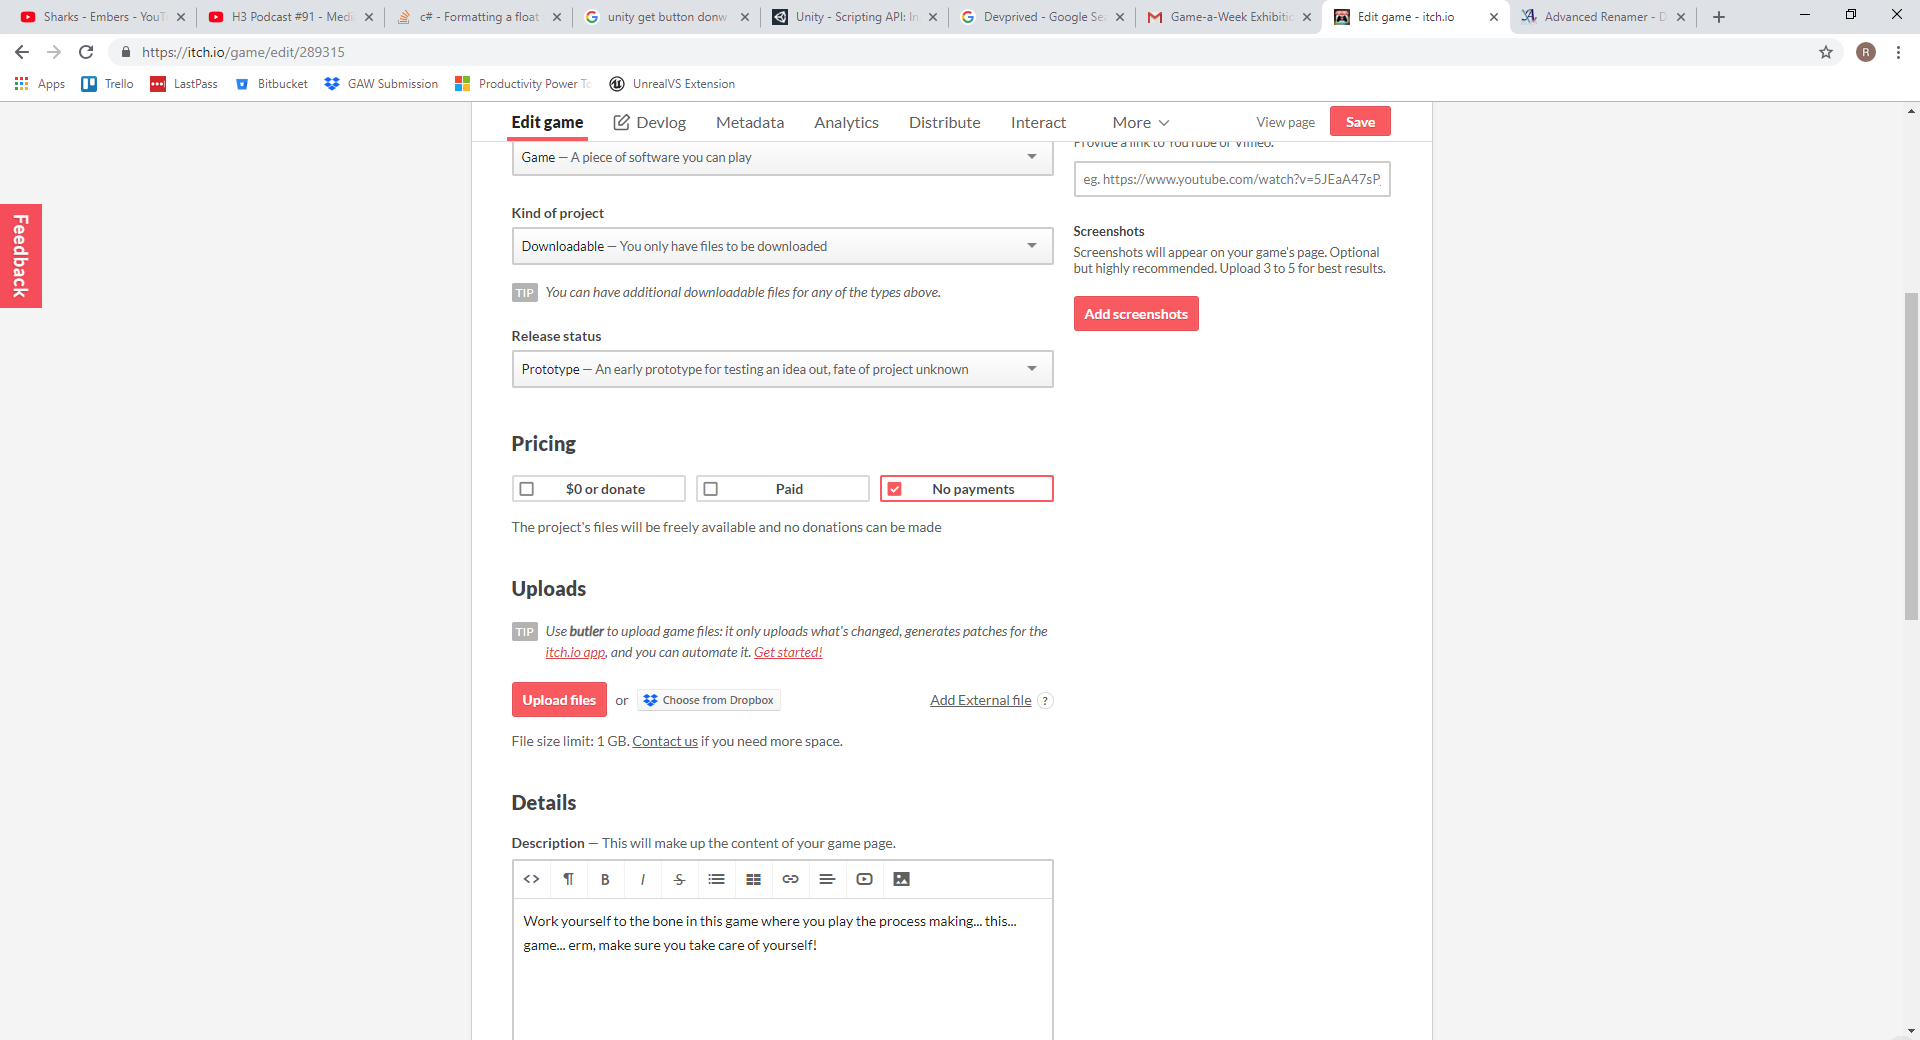 Sharks - Embers - YouT
H3 Podcast #91 - Medi
c# - Formatting a float
unity get button donw
Unity - Scripting API: In
Devprived - Google Sea
Game-a-Week Exhibitio
Edit game - itch.io
Advanced Renamer - D
https://itch.io/game/edit/289315
R
Apps
Trello
LastPass
Bitbucket
GAW Submission
Productivity Power To
UnrealVS Extension
Edit game
Devlog
Metadata
Analytics
Distribute
Interact
More
View page
Save
Feedback
Game — A piece of software you can play
Kind of project
Downloadable — You only have files to be downloaded
TIP You can have additional downloadable files for any of the types above.
Release status
Prototype — An early prototype for testing an idea out, fate of project unknown
Pricing
$0 or donate
Paid
No payments
The project's files will be freely available and no donations can be made
Uploads
TIP Use butler to upload game files: it only uploads what's changed, generates patches for the
itch.io app, and you can automate it. Get started!
Upload files or Choose from Dropbox
Add External file ?
File size limit: 1 GB. Contact us if you need more space.
Details
Description — This will make up the content of your game page.
B I S
Work yourself to the bone in this game where you play the process making... this...
game... erm, make sure you take care of yourself!
Provide a link to YouTube or Vimeo.
eg. https://www.youtube.com/watch?v=5JEaA47sP
Screenshots
Screenshots will appear on your game's page. Optional
but highly recommended. Upload 3 to 5 for best results.
Add screenshots